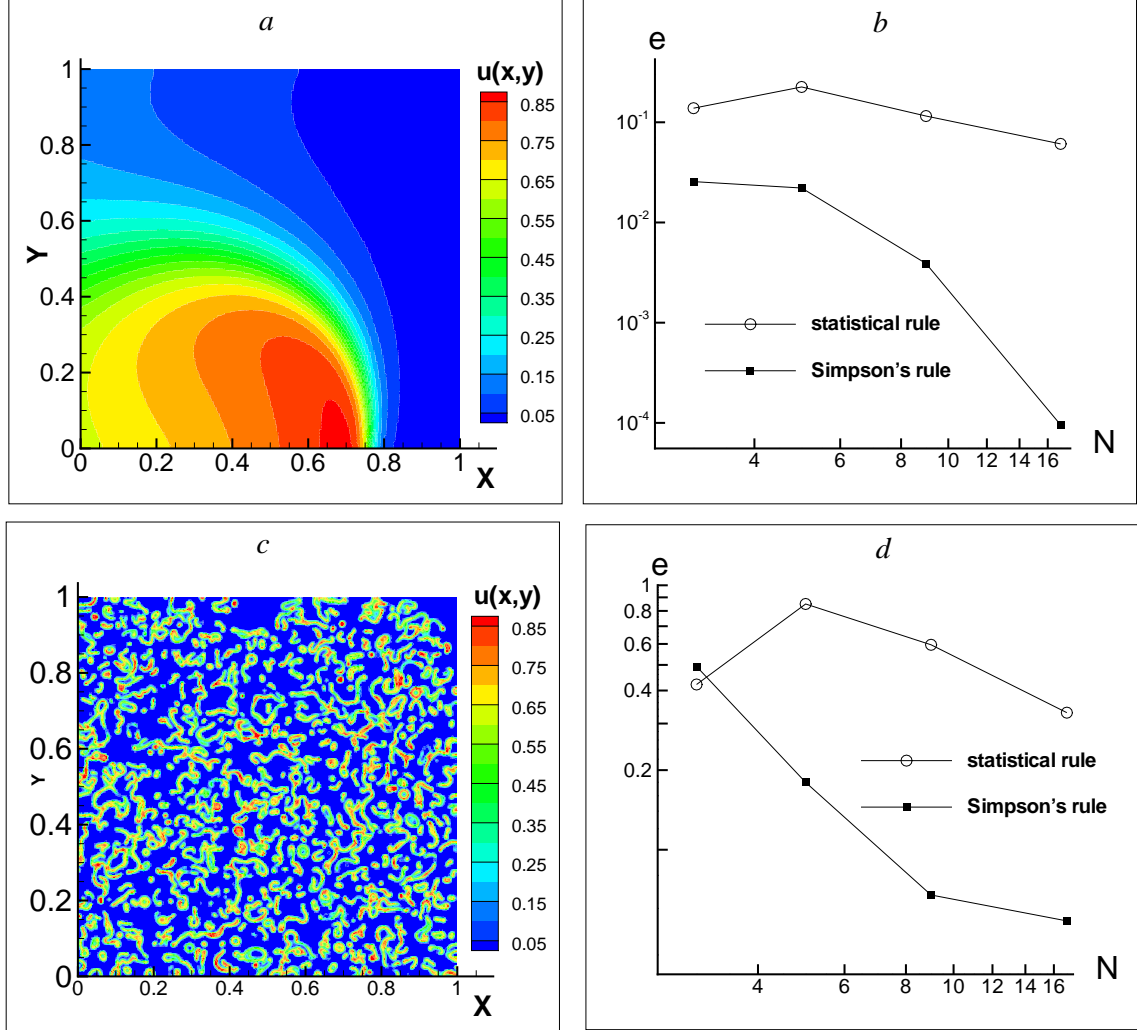 a
u(x,y)
0.85
0.75
0.65
0.55
0.45
0.35
0.25
0.15
0.05
1
0.8
0.6
0.4
0.2
0
Y
0 0.2 0.4 0.6 0.8 1
X
b
e
10-1
10-2
10-3
10-4
statistical rule
Simpson's rule
4 6 8 10 12 14 16
N
c
u(x,y)
0.85
0.75
0.65
0.55
0.45
0.35
0.25
0.15
0.05
1
0.8
0.6
0.4
0.2
0
Y
0 0.2 0.4 0.6 0.8 1
X
d
e
1
0.8
0.6
0.4
0.2
statistical rule
Simpson's rule
4 6 8 10 12 14 16
N